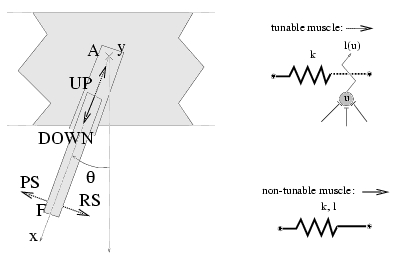 A
y
UP
DOWN
θ
PS
F
RS
x
tunable muscle:
l(u)
k
u
non-tunable muscle:
k, l